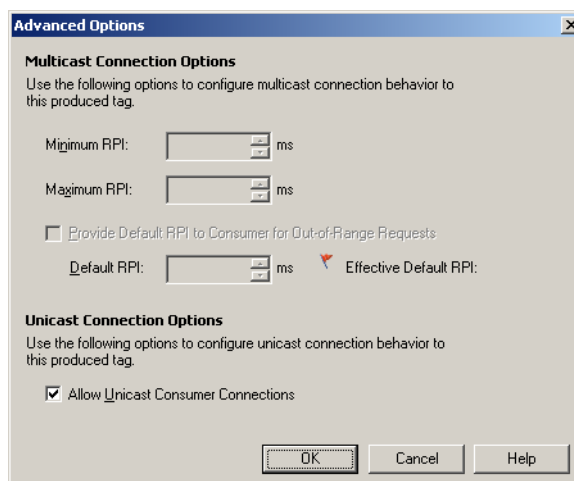 Advanced Options
Multicast Connection Options
Use the following options to configure multicast connection behavior to
this produced tag.
Minimum RPI: ms
Maximum RPI: ms
Provide Default RPI to Consumer for Out-of-Range Requests
Default RPI: ms Effective Default RPI:
Unicast Connection Options
Use the following options to configure unicast connection behavior to
this produced tag.
Allow Unicast Consumer Connections
OK Cancel Help